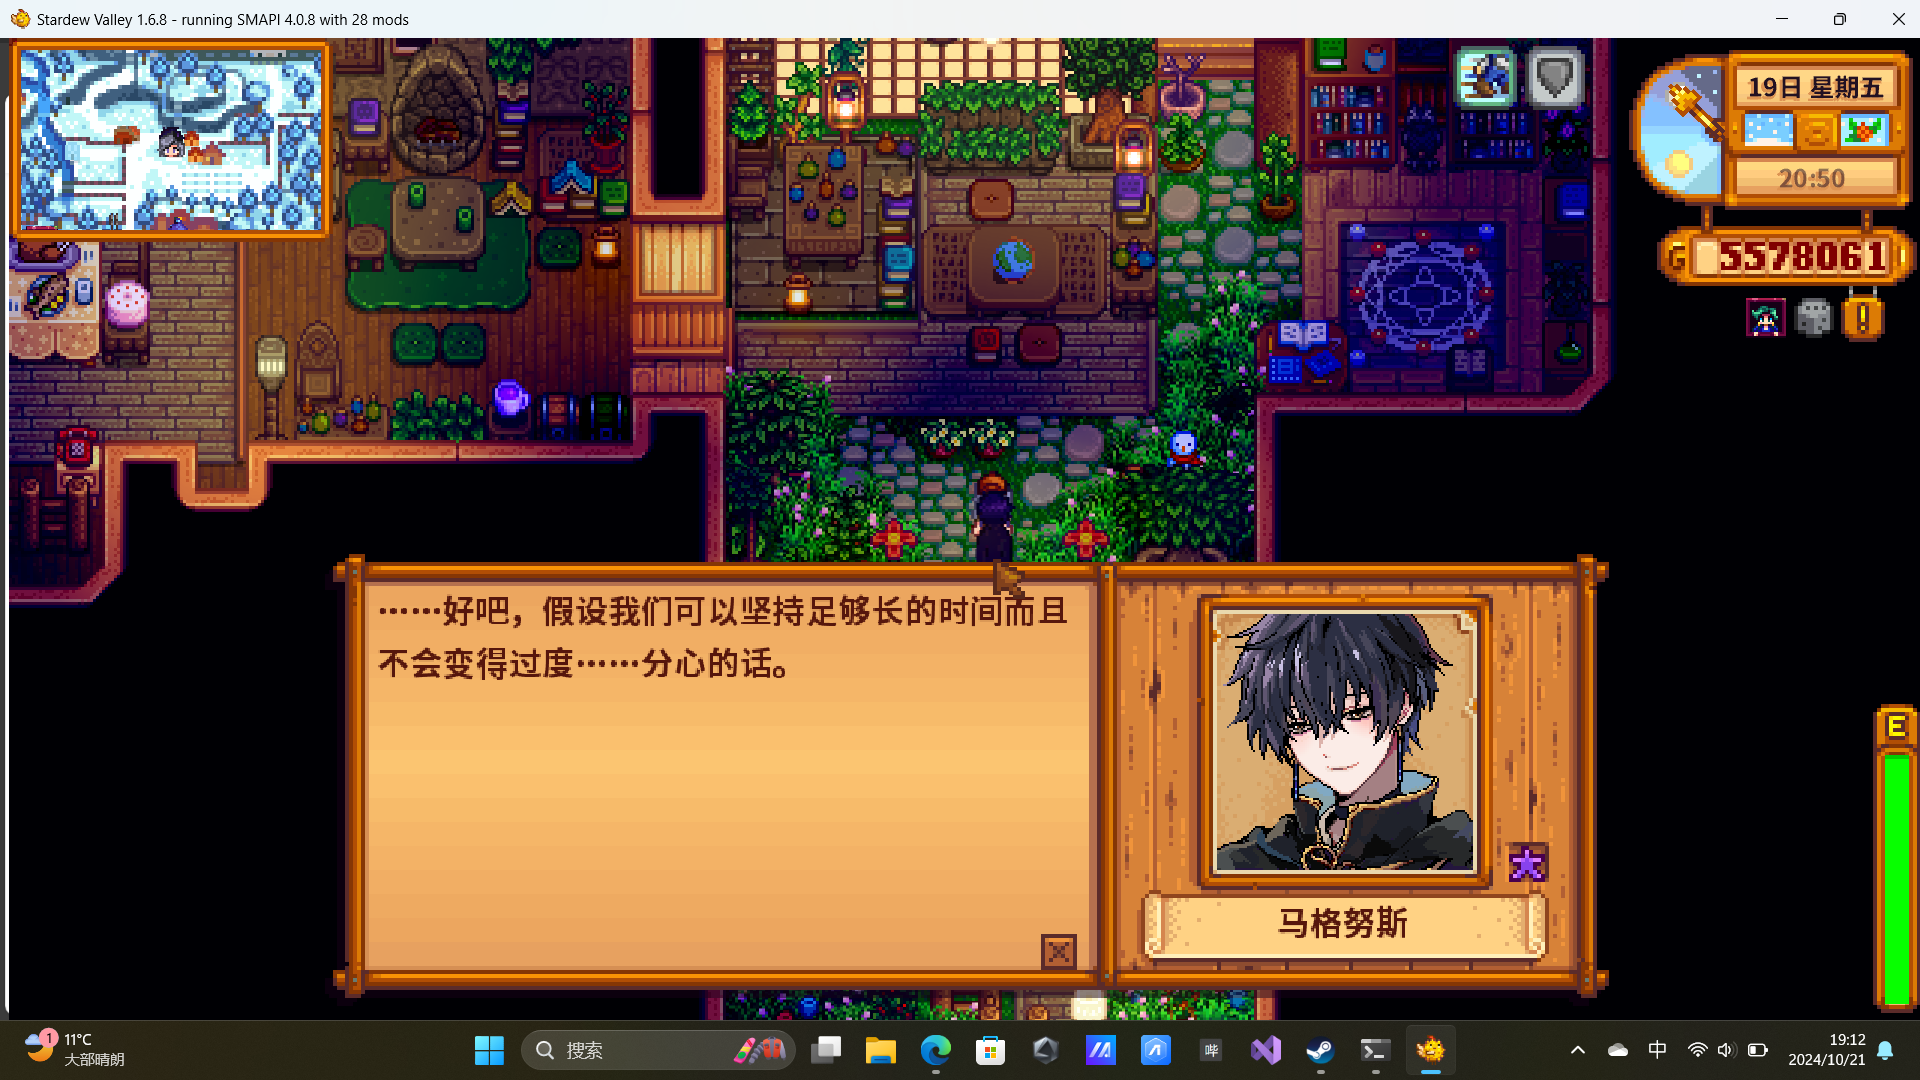 Stardew Valley 1.6.8 - running SMAPI 4.0.8 with 28 mods
19日 星期五
20:50
G 5578061
……好吧，假设我们可以坚持足够长的时间而且
不会变得过度……分心的话。
马格努斯
E
1
11°C
大部晴朗
搜索
哔
中
19:12
2024/10/21